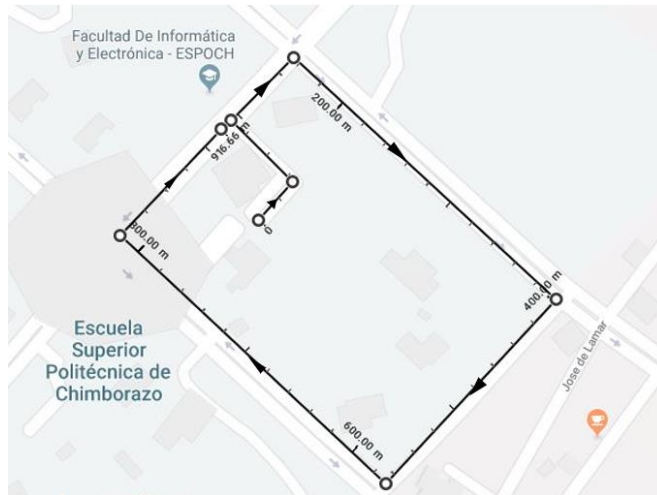 Facultad De Informática
y Electrónica - ESPOCH
200.00 m
916.66 m
0
800.00 m
400.00 m
Jose de Lamar
Escuela
Superior
Politécnica de
Chimborazo
600.00 m